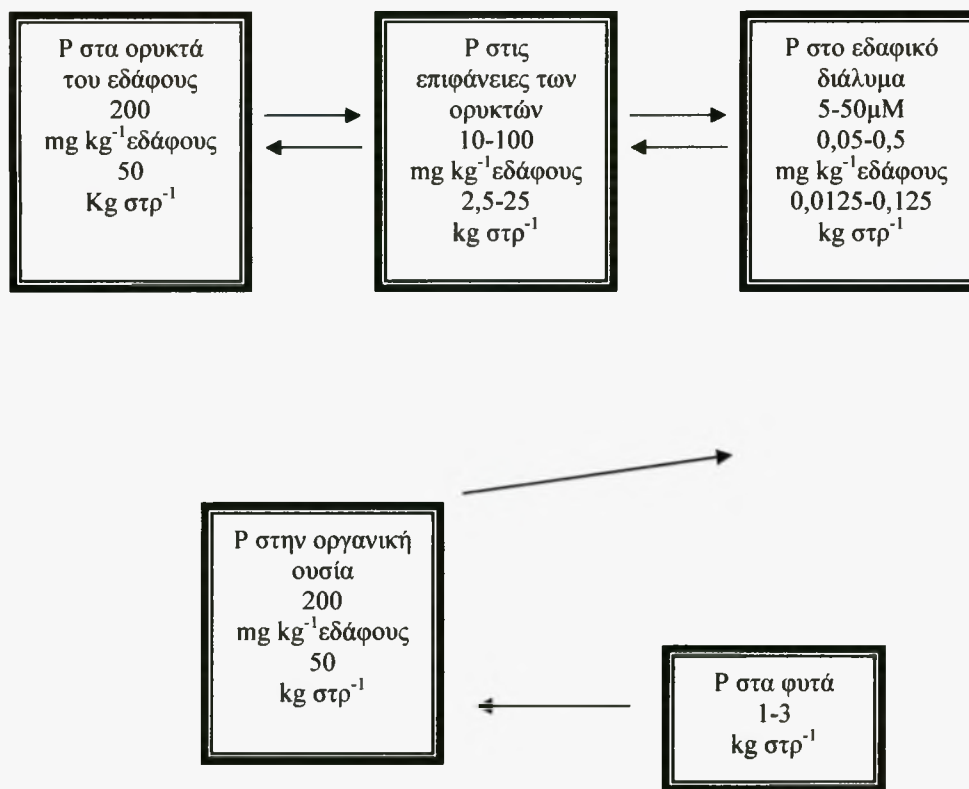 P στα ορυκτά
του εδάφους
200
mg kg⁻¹εδάφους
50
Kg στρ⁻¹
P στις
επιφάνειες των
ορυκτών
10-100
mg kg⁻¹εδάφους
2,5-25
kg στρ⁻¹
P στο εδαφικό
διάλυμα
5-50μM
0,05-0,5
mg kg⁻¹εδάφους
0,0125-0,125
kg στρ⁻¹
P στην οργανική
ουσία
200
mg kg⁻¹εδάφους
50
kg στρ⁻¹
P στα φυτά
1-3
kg στρ⁻¹